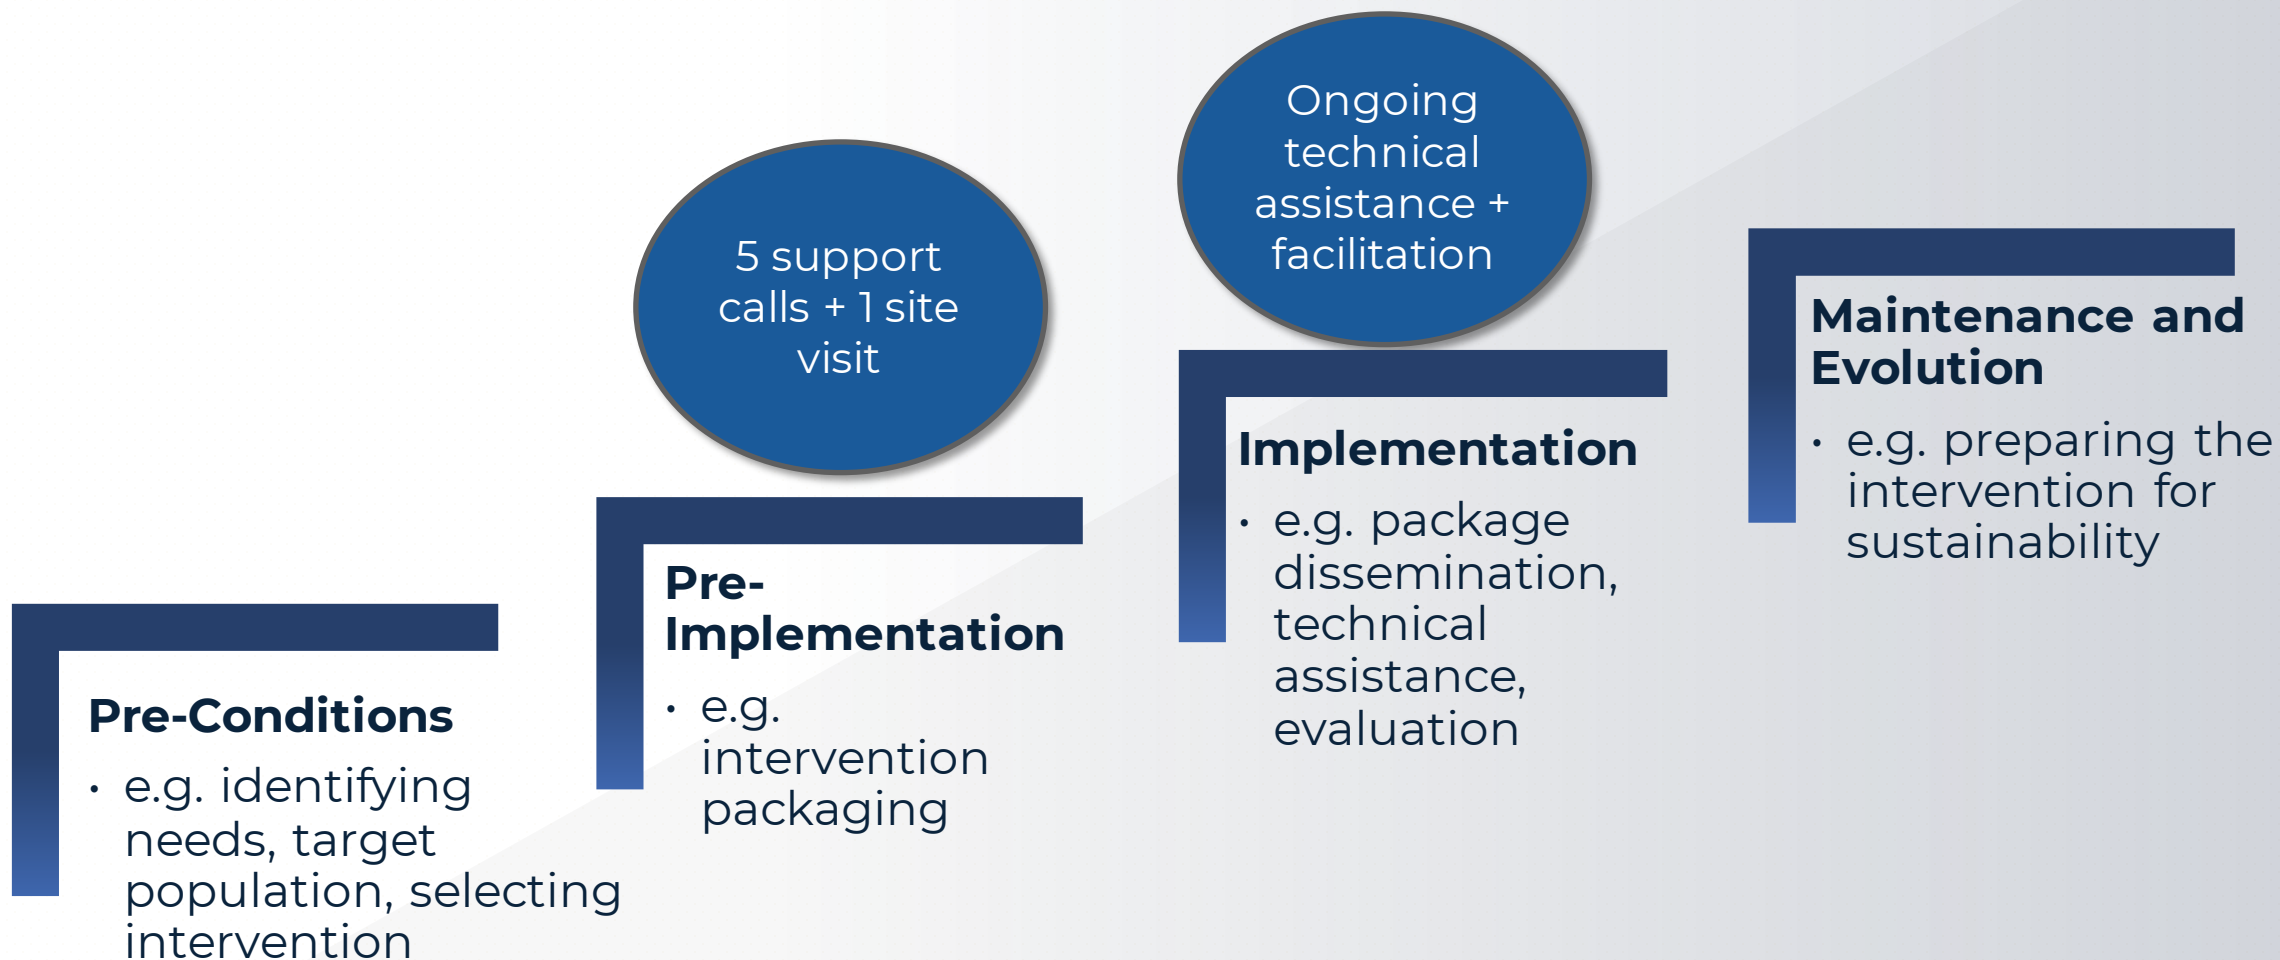 Pre-Conditions
• e.g. identifying
needs, target
population, selecting
intervention
5 support
calls + 1 site
visit
Pre-
Implementation
• e.g.
intervention
packaging
Ongoing
technical
assistance +
facilitation
Implementation
• e.g. package
dissemination,
technical
assistance,
evaluation
Maintenance and
Evolution
• e.g. preparing the
intervention for
sustainability